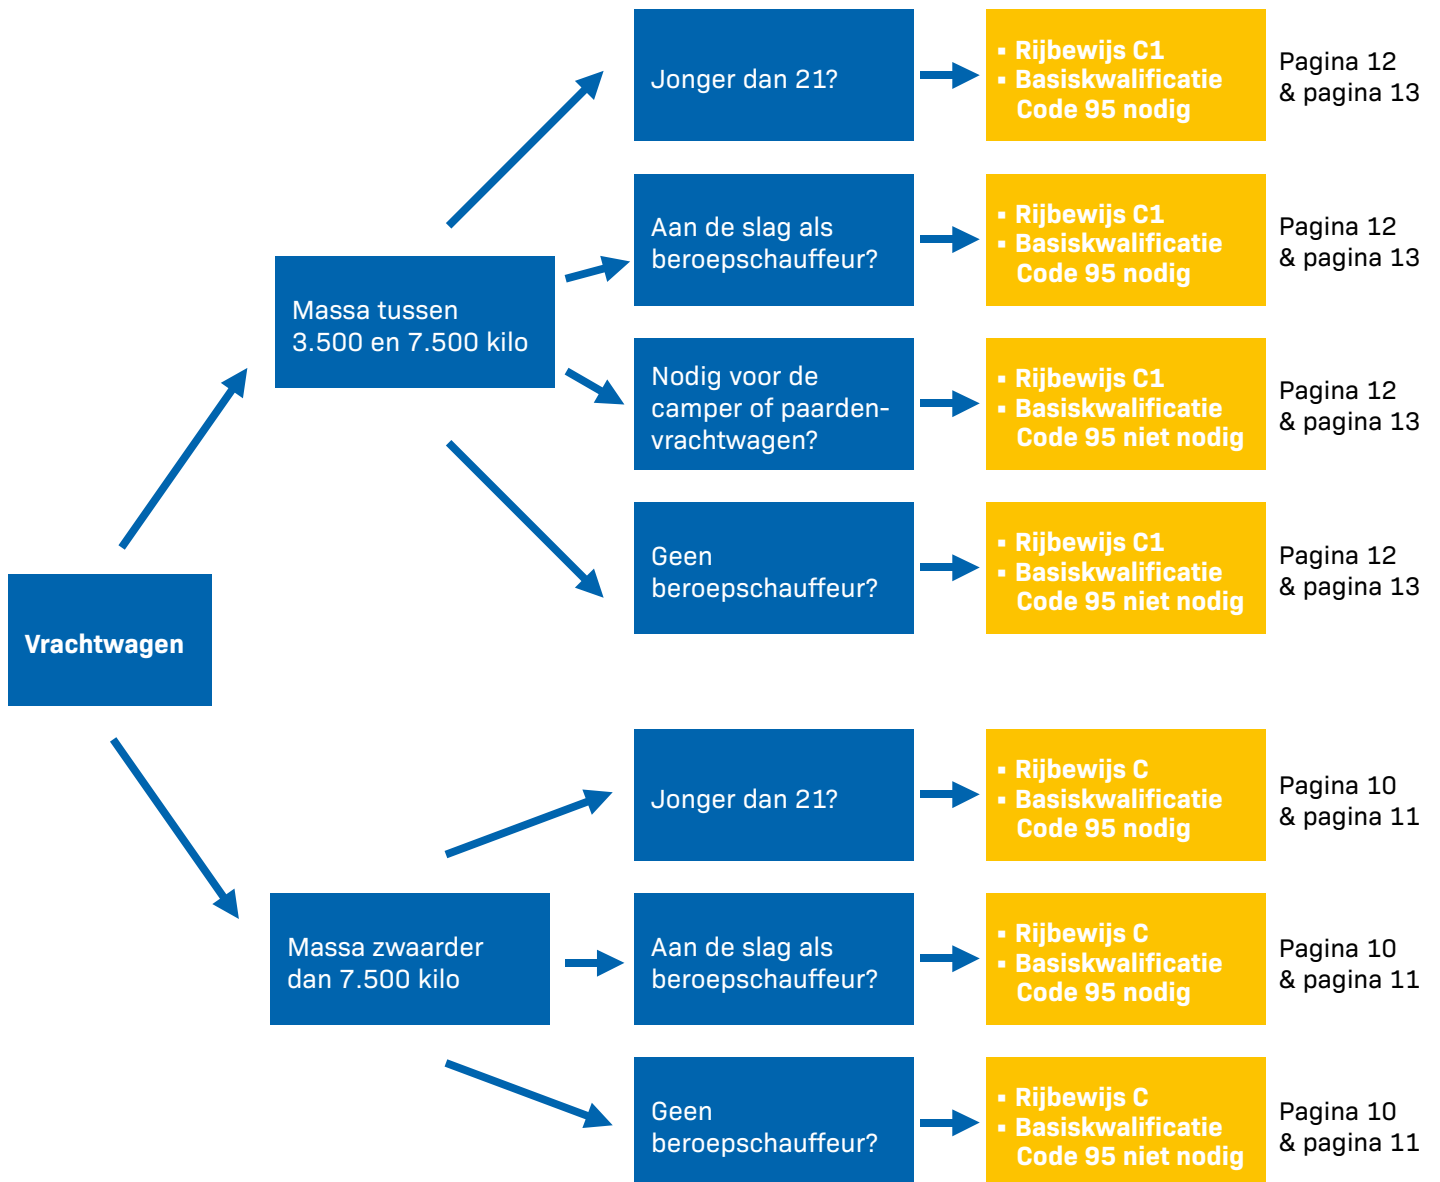 Vrachtwagen
Massa tussen
3.500 en 7.500 kilo
Jonger dan 21?
▪ Rijbewijs C1
▪ Basiskwalificatie
Code 95 nodig
Pagina 12
& pagina 13
Aan de slag als
beroepschauffeur?
▪ Rijbewijs C1
▪ Basiskwalificatie
Code 95 nodig
Pagina 12
& pagina 13
Nodig voor de
camper of paarden-
vrachtwagen?
▪ Rijbewijs C1
▪ Basiskwalificatie
Code 95 niet nodig
Pagina 12
& pagina 13
Geen
beroepschauffeur?
▪ Rijbewijs C1
▪ Basiskwalificatie
Code 95 niet nodig
Pagina 12
& pagina 13
Massa zwaarder
dan 7.500 kilo
Jonger dan 21?
▪ Rijbewijs C
▪ Basiskwalificatie
Code 95 nodig
Pagina 10
& pagina 11
Aan de slag als
beroepschauffeur?
▪ Rijbewijs C
▪ Basiskwalificatie
Code 95 nodig
Pagina 10
& pagina 11
Geen
beroepschauffeur?
▪ Rijbewijs C
▪ Basiskwalificatie
Code 95 niet nodig
Pagina 10
& pagina 11